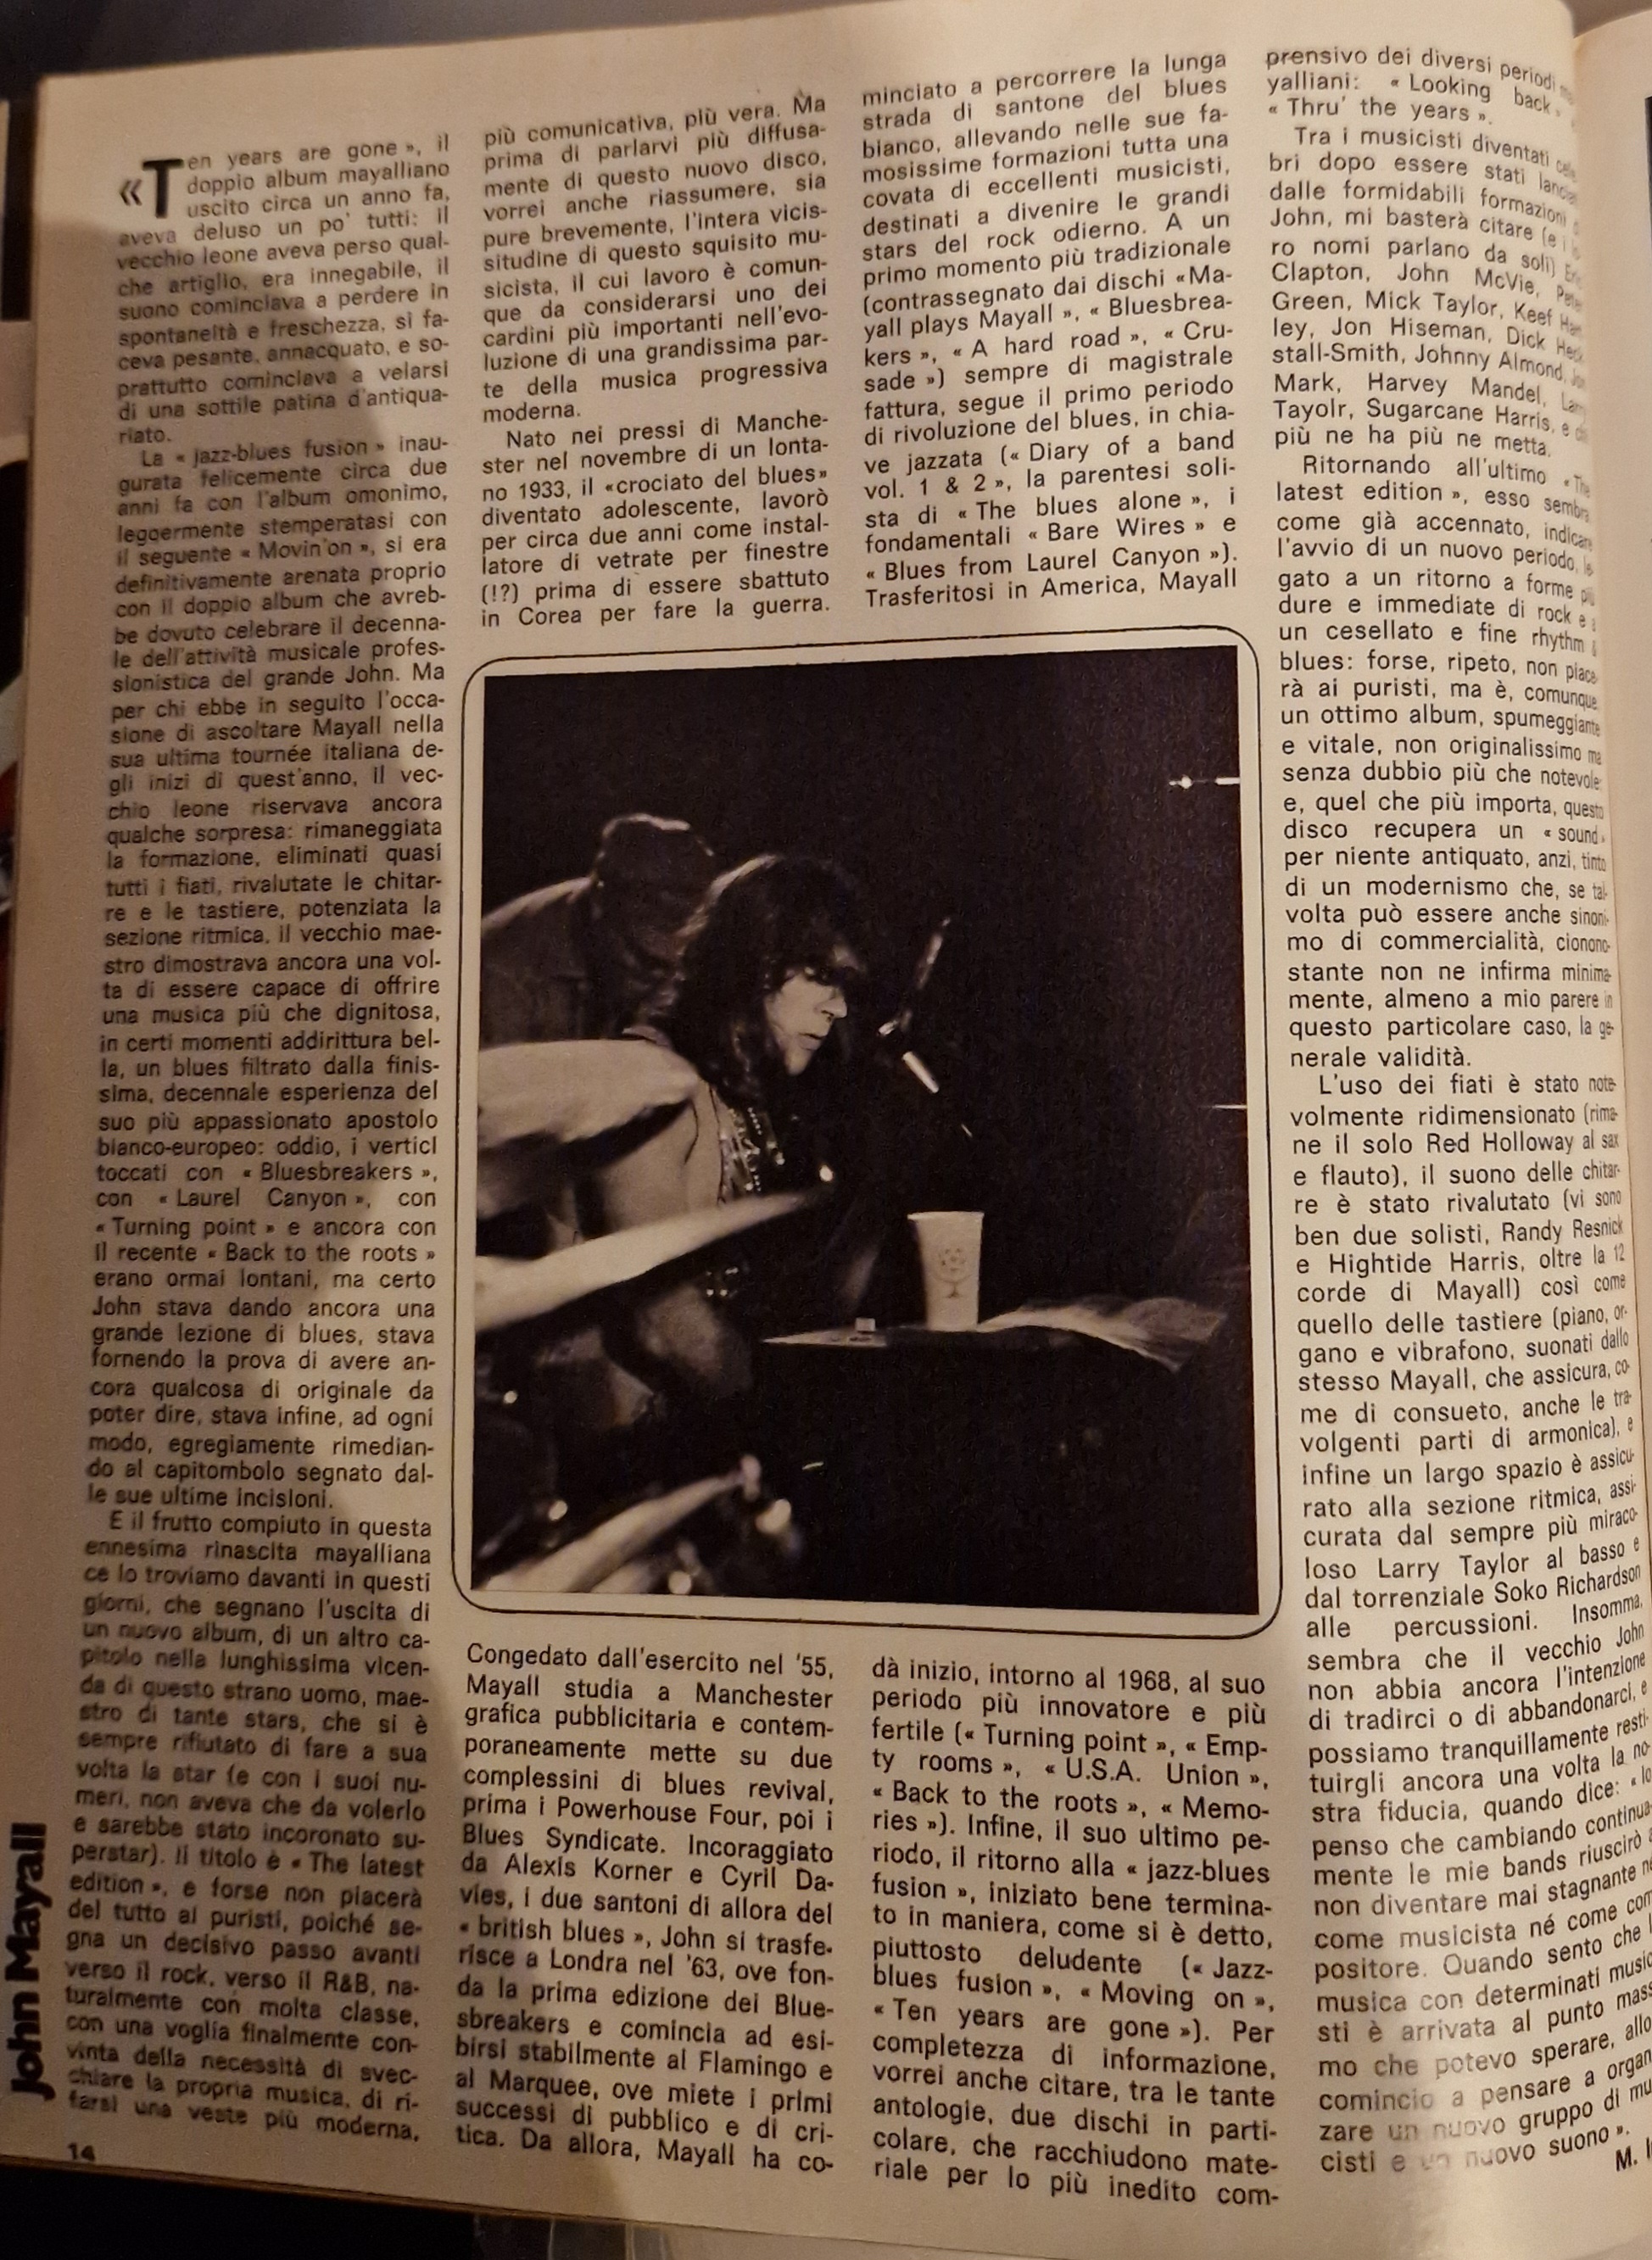 « Ten years are gone », il
doppio album mayalliano
uscito circa un anno fa,
aveva deluso un po' tutti: il
vecchio leone aveva perso qual-
che artiglio, era innegabile, il
suono cominciava a perdere in
spontaneità e freschezza, si fa-
ceva pesante, annacquato, e so-
prattutto cominciava a velarsi
di una sottile patina d'antiqua-
riato.
La « jazz-blues fusion » inau-
gurata felicemente circa due
anni fa con l'album omonimo,
leggermente stemperatasi con
il seguente « Movin'on », si era
definitivamente arenata proprio
con il doppio album che avreb-
be dovuto celebrare il decenna-
le dell'attività musicale profes-
sionistica del grande John. Ma
per chi ebbe in seguito l'occa-
sione di ascoltare Mayall nella
sua ultima tournée italiana de-
gli inizi di quest'anno, il vec-
chio leone riservava ancora
qualche sorpresa: rimaneggiata
la formazione, eliminati quasi
tutti i fiati, rivalutate le chitar-
re e le tastiere, potenziata la
sezione ritmica, il vecchio mae-
stro dimostrava ancora una vol-
ta di essere capace di offrire
una musica più che dignitosa,
in certi momenti addirittura bel-
la, un blues filtrato dalla finis-
sima, decennale esperienza del
suo più appassionato apostolo
bianco-europeo: oddio, i vertici
toccati con « Bluesbreakers »,
con « Laurel Canyon », con
« Turning point » e ancora con
il recente « Back to the roots »
erano ormai lontani, ma certo
John stava dando ancora una
grande lezione di blues, stava
fornendo la prova di avere an-
cora qualcosa di originale da
poter dire, stava infine, ad ogni
modo, egregiamente rimedian-
do al capitombolo segnato dal-
le sue ultime incisioni.
E il frutto compiuto in questa
ennesima rinascita mayalliana
ce lo troviamo davanti in questi
giorni, che segnano l'uscita di
un nuovo album, di un altro ca-
pitolo nella lunghissima vicen-
da di questo strano uomo, mae-
stro di tante stars, che si è
sempre rifiutato di fare a sua
volta la star (e con i suoi nu-
meri, non aveva che da volerlo
e sarebbe stato incoronato su-
perstar). Il titolo è « The latest
edition », e forse non piacerà
del tutto ai puristi, poiché se-
gna un decisivo passo avanti
verso il rock, verso il R&B, na-
turalmente con molta classe,
con una voglia finalmente con-
vinta della necessità di svec-
chiare la propria musica, di ri-
farsi una veste più moderna,
più comunicativa, più vera. Ma
prima di parlarvi più diffusa-
mente di questo nuovo disco,
vorrei anche riassumere, sia
pure brevemente, l'intera vicis-
situdine di questo squisito mu-
sicista, il cui lavoro è comun-
que da considerarsi uno dei
cardini più importanti nell'evo-
luzione di una grandissima par-
te della musica progressiva
moderna.
Nato nei pressi di Manche-
ster nel novembre di un lonta-
no 1933, il «crociato del blues»
diventato adolescente, lavorò
per circa due anni come instal-
latore di vetrate per finestre
(!?) prima di essere sbattuto
in Corea per fare la guerra.
Congedato dall'esercito nel '55,
Mayall studia a Manchester
grafica pubblicitaria e contem-
poraneamente mette su due
complessini di blues revival,
prima i Powerhouse Four, poi i
Blues Syndicate. Incoraggiato
da Alexis Korner e Cyril Da-
vies, i due santoni di allora del
« british blues », John si trasfe-
risce a Londra nel '63, ove fon-
da la prima edizione dei Blue-
sbreakers e comincia ad esi-
birsi stabilmente al Flamingo e
al Marquee, ove miete i primi
successi di pubblico e di cri-
tica. Da allora, Mayall ha co-
minciato a percorrere la lunga
strada di santone del blues
bianco, allevando nelle sue fa-
mosissime formazioni tutta una
covata di eccellenti musicisti,
destinati a divenire le grandi
stars del rock odierno. A un
primo momento più tradizionale
(contrassegnato dai dischi «Ma-
yall plays Mayall », « Bluesbrea-
kers », « A hard road », « Cru-
sade ») sempre di magistrale
fattura, segue il primo periodo
di rivoluzione del blues, in chia-
ve jazzata (« Diary of a band
vol. 1 & 2 », la parentesi soli-
sta di « The blues alone », i
fondamentali « Bare Wires » e
« Blues from Laurel Canyon »).
Trasferitosi in America, Mayall
dà inizio, intorno al 1968, al suo
periodo più innovatore e più
fertile (« Turning point », « Emp-
ty rooms », « U.S.A. Union »,
« Back to the roots », « Memo-
ries »). Infine, il suo ultimo pe-
riodo, il ritorno alla « jazz-blues
fusion », iniziato bene termina-
to in maniera, come si è detto,
piuttosto deludente (« Jazz-
blues fusion », « Moving on »,
« Ten years are gone »). Per
completezza di informazione,
vorrei anche citare, tra le tante
antologie, due dischi in parti-
colare, che racchiudono mate-
riale per lo più inedito com-
prensivo dei diversi periodi
yalliani: « Looking back »
« Thru' the years ».
Tra i musicisti diventati cele-
bri dopo essere stati lanciati
dalle formidabili formazioni
John, mi basterà citare (e i lo-
ro nomi parlano da soli) Eric
Clapton, John McVie, Peter
Green, Mick Taylor, Keef Har-
ley, Jon Hiseman, Dick Heck-
stall-Smith, Johnny Almond, Jon
Mark, Harvey Mandel, Larry
Tayolr, Sugarcane Harris, e chi
più ne ha più ne metta.
Ritornando all'ultimo « The
latest edition », esso sembra
come già accennato, indicare
l'avvio di un nuovo periodo, le-
gato a un ritorno a forme più
dure e immediate di rock e a
un cesellato e fine rhythm &
blues: forse, ripeto, non piace-
rà ai puristi, ma è, comunque
un ottimo album, spumeggiante
e vitale, non originalissimo ma
senza dubbio più che notevole:
e, quel che più importa, questo
disco recupera un « sound »
per niente antiquato, anzi, tinto
di un modernismo che, se tal-
volta può essere anche sinoni-
mo di commercialità, ciòno-
stante non ne infirma minima-
mente, almeno a mio parere in
questo particolare caso, la ge-
nerale validità.
L'uso dei fiati è stato note-
volmente ridimensionato (rima-
ne il solo Red Holloway al sax
e flauto), il suono delle chitar-
re è stato rivalutato (vi sono
ben due solisti, Randy Resnick
e Hightide Harris, oltre la 12
corde di Mayall) così come
quello delle tastiere (piano, or-
gano e vibrafono, suonati dallo
stesso Mayall, che assicura, co-
me di consueto, anche le tra-
volgenti parti di armonica), e
infine un largo spazio è assicu-
rato alla sezione ritmica, assi-
curata dal sempre più miraco-
loso Larry Taylor al basso e
dal torrenziale Soko Richardson
alle percussioni. Insomma,
sembra che il vecchio John
non abbia ancora l'intenzione
di tradirci o di abbandonarci, e
possiamo tranquillamente resti-
tuirgli ancora una volta la no-
stra fiducia, quando dice: « Io
penso che cambiando continua-
mente le mie bands riuscirò a
non diventare mai stagnante né
come musicista né come com-
positore. Quando sento che la
musica con determinati musici-
sti è arrivata al punto massi-
mo che potevo sperare, allora
comincio a pensare a organiz-
zare un nuovo gruppo di mu-
cisti e un nuovo suono ».
M.
John Mayall
14